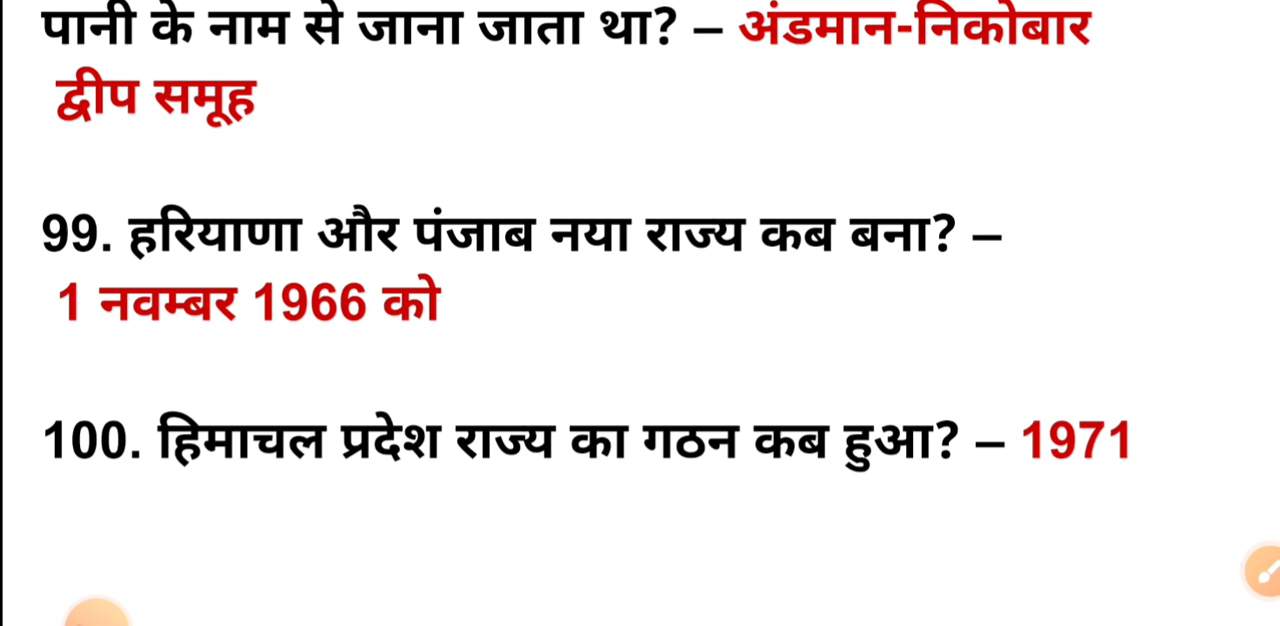 पानी के नाम से जाना जाता था? – अंडमान-निकोबार
द्वीप समूह
99. हरियाणा और पंजाब नया राज्य कब बना? –
1 नवम्बर 1966 को
100. हिमाचल प्रदेश राज्य का गठन कब हुआ? – 1971